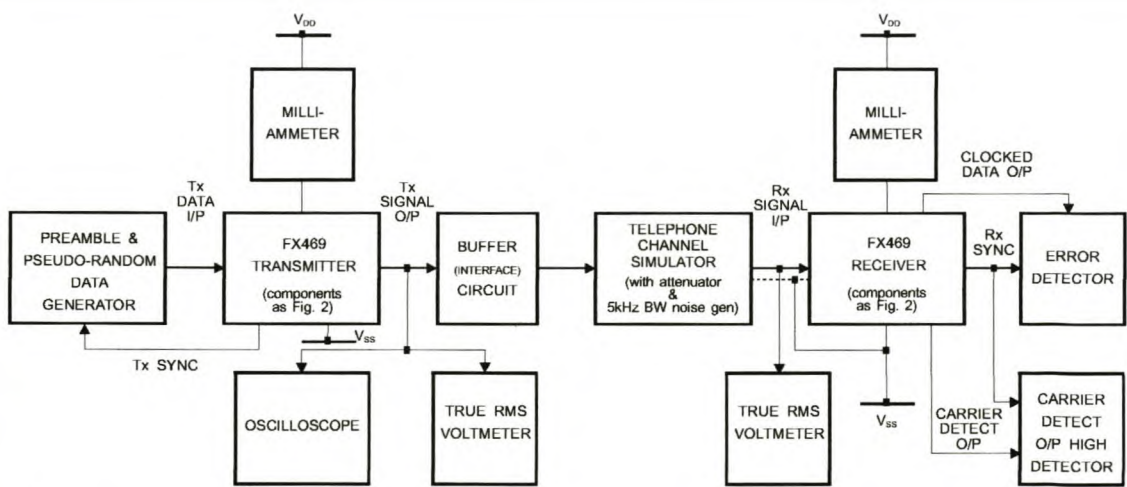 VDD
VDD
MILLI-
AMMETER
MILLI-
AMMETER
Tx
DATA
I/P
Tx
SIGNAL
O/P
Rx
SIGNAL
I/P
CLOCKED
DATA O/P
PREAMBLE &
PSEUDO-RANDOM
DATA
GENERATOR
FX469
TRANSMITTER
(components
as Fig. 2)
BUFFER
(INTERFACE)
CIRCUIT
TELEPHONE
CHANNEL
SIMULATOR
(with attenuator
&
5kHz BW noise gen)
FX469
RECEIVER
(components
as Fig. 2)
Rx
SYNC
ERROR
DETECTOR
Tx SYNC
VSS
OSCILLOSCOPE
TRUE RMS
VOLTMETER
TRUE RMS
VOLTMETER
VSS
CARRIER
DETECT
O/P
CARRIER
DETECT
O/P HIGH
DETECTOR